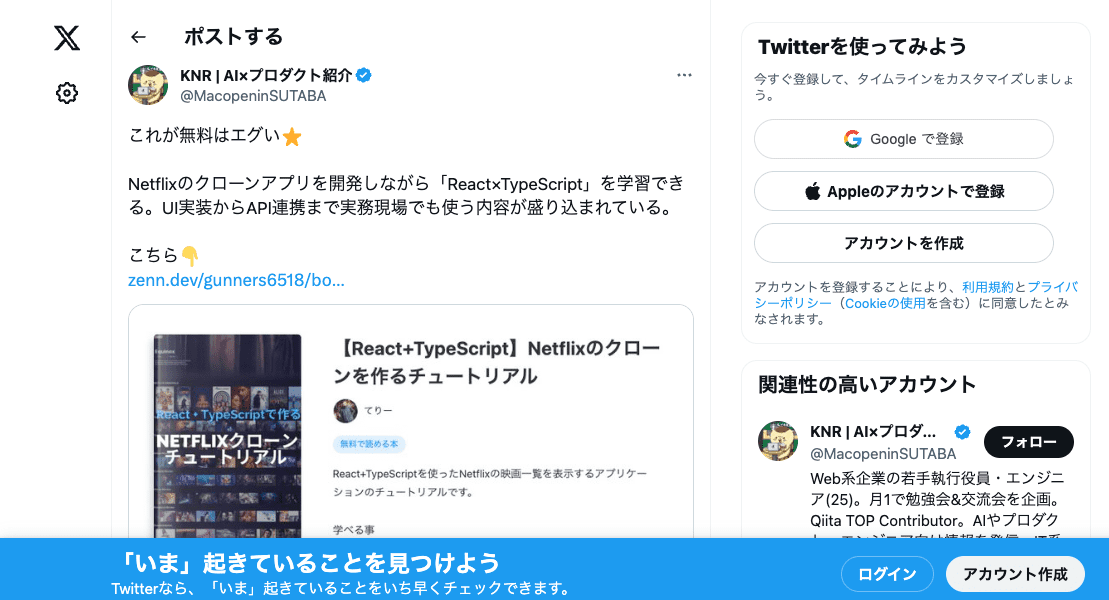 ポストする
KNR | AI×プロダクト紹介
@MacopeninSUTABA
これが無料はエグい⭐
Netflixのクローンアプリを開発しながら「React×TypeScript」を学習でき
る。UI実装からAPI連携まで実務現場でも使う内容が盛り込まれている。
こちら👇
zenn.dev/gunners6518/bo…
React・TypeScriptで作る
NETFLIXクローン
チュートリアル
【React+TypeScript】Netflixのクロー
ンを作るチュートリアル
てりー
無料で読める本
React+TypeScriptを使ったNetflixの映画一覧を表示するアプリケー
ションのチュートリアルです。
学べる事
Twitterを使ってみよう
今すぐ登録して、タイムラインをカスタマイズしましょ
う。
Google で登録
Appleのアカウントで登録
アカウントを作成
アカウントを登録することにより、利用規約とプライバ
シーポリシー（Cookieの使用を含む）に同意したとみ
なされます。
関連性の高いアカウント
KNR | AI×プロダ...
@MacopeninSUTABA
フォロー
Web系企業の若手執行役員・エンジニ
ア(25)。月1で勉強会&交流会を企画。
Qiita TOP Contributor。AIやプロダク
「いま」起きていることを見つけよう
Twitterなら、「いま」起きていることをいち早くチェックできます。
ログイン
アカウント作成